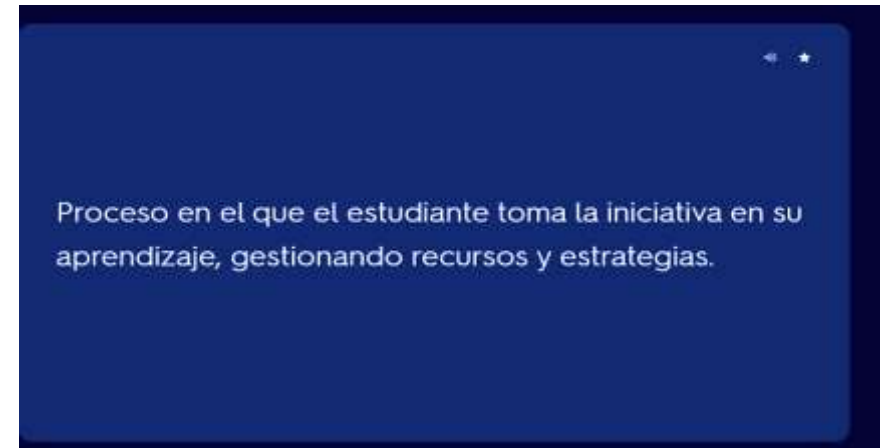 Proceso en el que el estudiante toma la iniciativa en su
aprendizaje, gestionando recursos y estrategias.